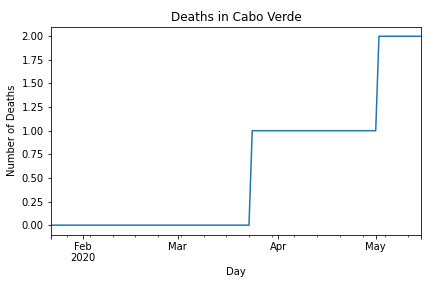 Deaths in Cabo Verde
2.00
1.75
1.50
1.25
1.00
0.75
0.50
0.25
0.00
Number of Deaths
Feb
2020
Mar
Apr
May
Day